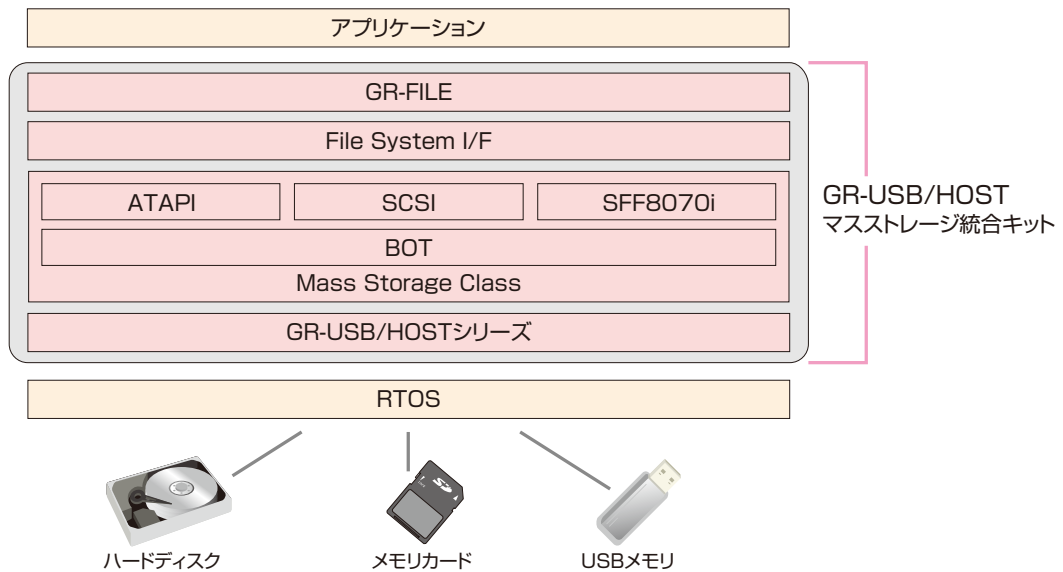 アプリケーション
GR-FILE
File System I/F
ATAPI
SCSI
SFF8070i
BOT
Mass Storage Class
GR-USB/HOSTシリーズ
GR-USB/HOST
マスストレージ統合キット
RTOS
ハードディスク
メモリカード
USBメモリ